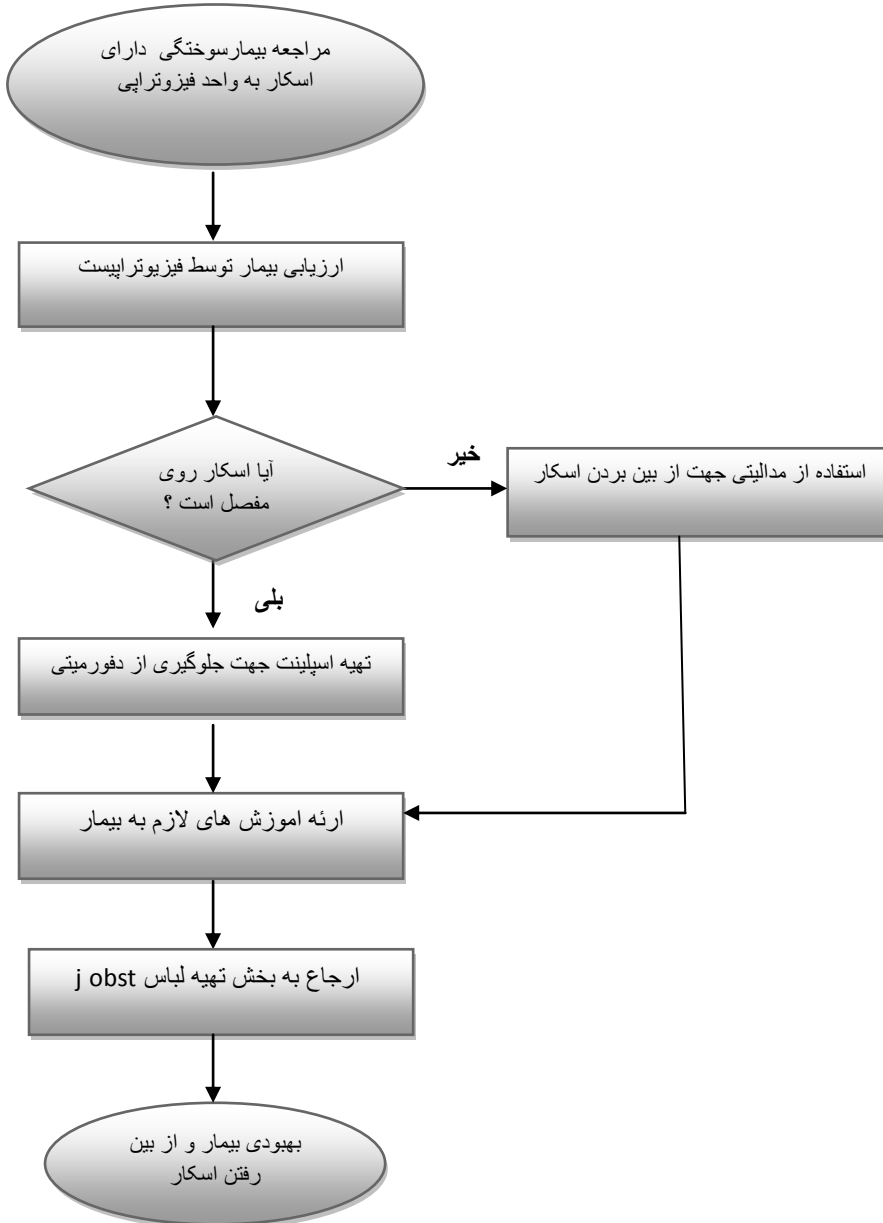 مراجعه بیمارسوختگی دارای
اسکار به واحد فیزوتراپی
ارزیابی بیمار توسط فیزیوتراپیست
آیا اسکار روی
مفصل است ؟
خیر
استفاده از مدالیتی جهت از بین بردن اسکار
بلی
تهیه اسپلینت جهت جلوگیری از دفورمیتی
ارئه اموزش های لازم به بیمار
ارجاع به بخش تهیه لباس j obst
بهبودی بیمار و از بین
رفتن اسکار